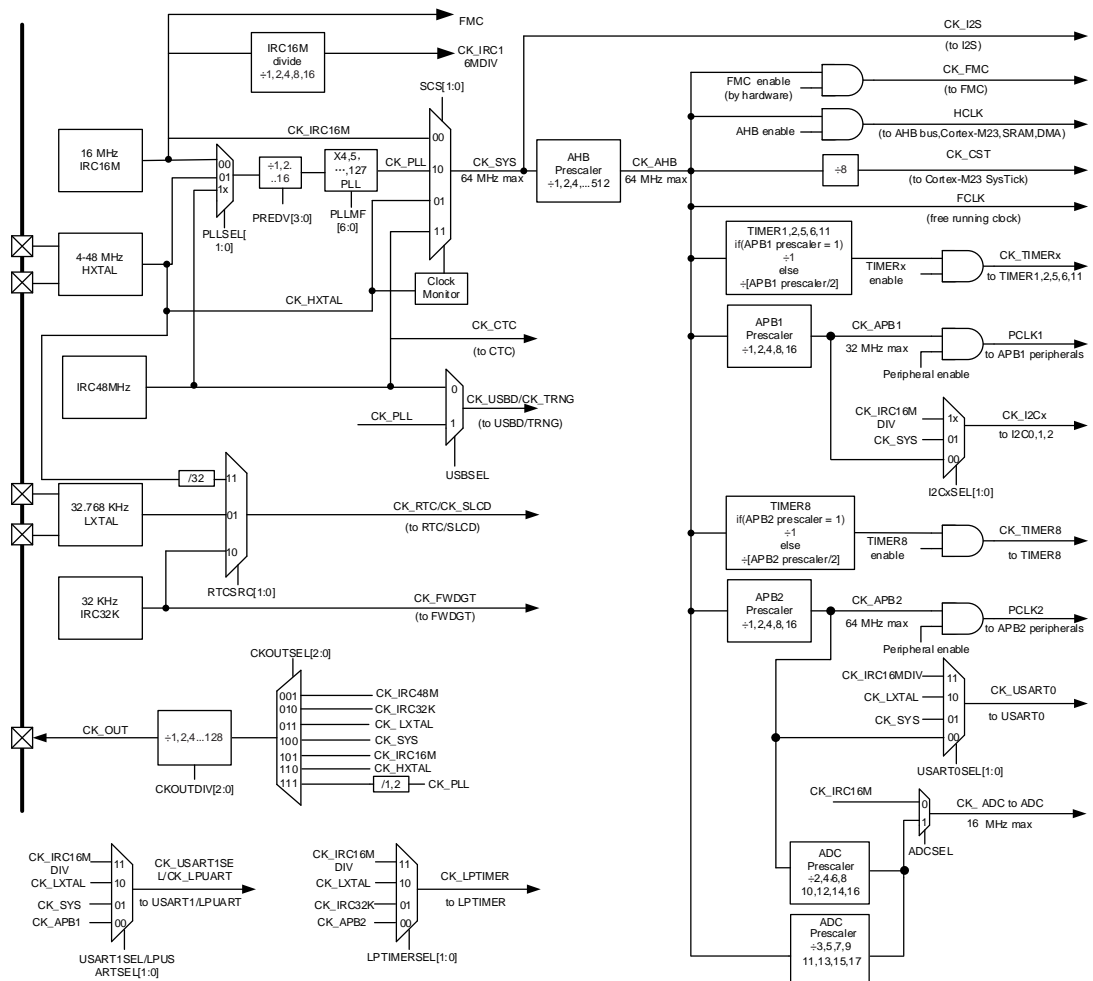 FMC
IRC16M
divide
÷1,2,4,8,16
CK_IRC1
6MDIV
CK_I2S
(to I2S)
SCS[1:0]
FMC enable
(by hardware)
CK_FMC
(to FMC)
AHB enable
HCLK
(to AHB bus,Cortex-M23,SRAM,DMA)
16 MHz
IRC16M
CK_IRC16M
00
10
01
11
00
01
1x
÷1,2..
..16
X4,5,
...,127
PLL
CK_PLL
PREDV[3:0]
PLLMF
[6:0]
PLLSEL[
1:0]
CK_SYS
64 MHz max
AHB
Prescaler
÷1,2,4,...512
CK_AHB
64 MHz max
÷8
CK_CST
(to Cortex-M23 SysTick)
FCLK
(free running clock)
4-48 MHz
HXTAL
Clock
Monitor
CK_HXTAL
TIMER1,2,5,6,11
if(APB1 prescaler = 1)
÷1
else
÷[APB1 prescaler/2]
TIMERx
enable
CK_TIMERx
to TIMER1,2,5,6,11
CK_CTC
(to CTC)
APB1
Prescaler
÷1,2,4,8,16
CK_APB1
32 MHz max
Peripheral enable
PCLK1
to APB1 peripherals
IRC48MHz
CK_PLL
0
1
CK_USBD/CK_TRNG
(to USBD/TRNG)
USBSEL
CK_IRC16M
DIV
CK_SYS
1x
01
00
CK_I2Cx
to I2C0,1,2
I2CxSEL[1:0]
/32
11
01
10
32.768 KHz
LXTAL
CK_RTC/CK_SLCD
(to RTC/SLCD)
RTCSRC[1:0]
TIMER8
if(APB2 prescaler = 1)
÷1
else
÷[APB2 prescaler/2]
TIMER8
enable
CK_TIMER8
to TIMER8
32 KHz
IRC32K
CK_FWDGT
(to FWDGT)
APB2
Prescaler
÷1,2,4,8,16
CK_APB2
64 MHz max
Peripheral enable
PCLK2
to APB2 peripherals
CKOUTSEL[2:0]
001 CK_IRC48M
010 CK_IRC32K
011 CK_ LXTAL
100 CK_SYS
101 CK_IRC16M
110 CK_HXTAL
111 /1,2 CK_PLL
CK_OUT
÷1,2,4...128
CKOUTDIV[2:0]
CK_IRC16MDIV 11
CK_LXTAL 10
CK_SYS 01
00
CK_USART0
to USART0
USART0SEL[1:0]
CK_IRC16M
0
1
CK_ ADC to ADC
16 MHz max
ADCSEL
ADC
Prescaler
÷2,4,6,8
10,12,14,16
ADC
Prescaler
÷3,5,7,9
11,13,15,17
CK_IRC16M
DIV
11
CK_LXTAL 10
CK_SYS 01
CK_APB1 00
CK_USART1SE
L/CK_LPUART
to USART1/LPUART
USART1SEL/LPUS
ARTSEL[1:0]
CK_IRC16M
DIV
11
CK_LXTAL 10
CK_IRC32K 01
CK_APB2 00
CK_LPTIMER
to LPTIMER
LPTIMERSEL[1:0]